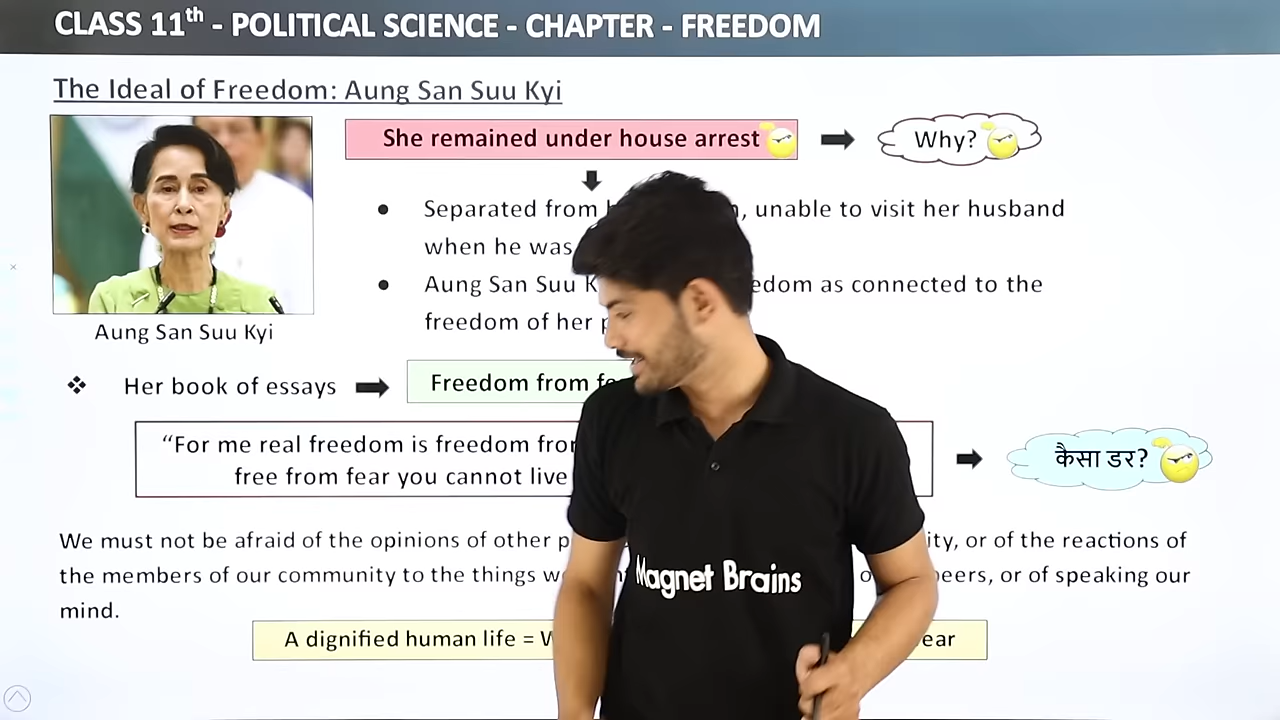 CLASS 11th - POLITICAL SCIENCE - CHAPTER - FREEDOM
The Ideal of Freedom: Aung San Suu Kyi
She remained under house arrest
Why?
Separated from , unable to visit her husband
when he was
Aung San Suu as connected to the
freedom of her
Aung San Suu Kyi
Her book of essays
Freedom from
"For me real freedom is freedom
free from fear you cannot live
कैसा डर?
We must not be afraid of the opinions of other , or of the reactions of
the members of our community to the things peers, or of speaking our
mind.
A dignified human life =
Magnet Brains